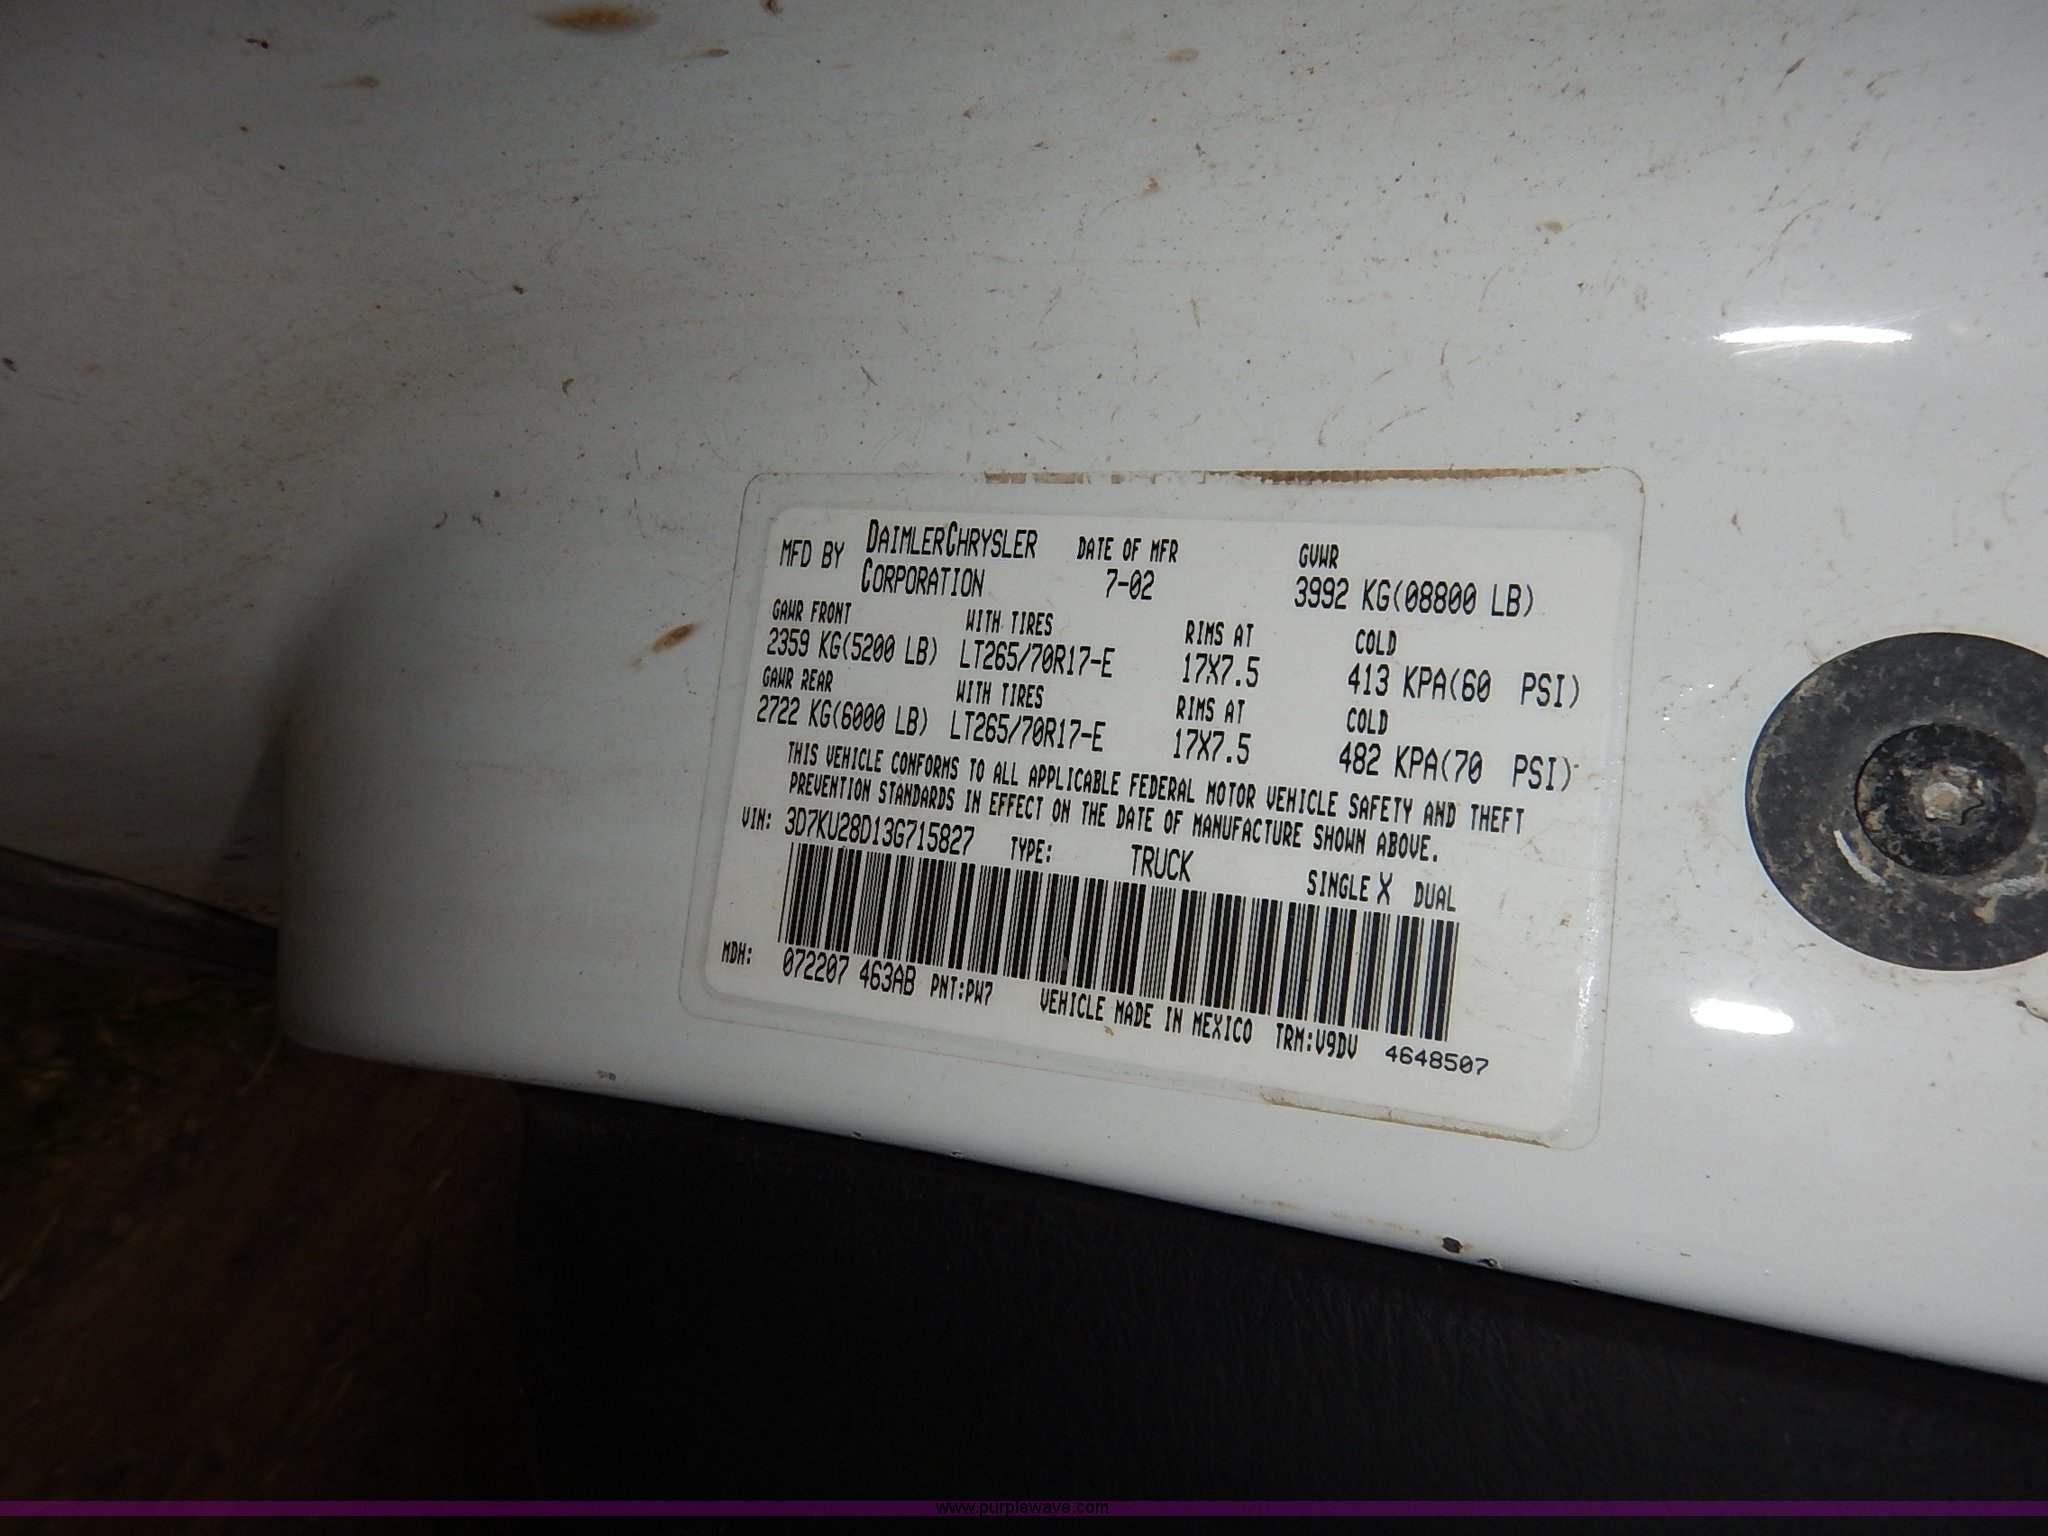 MFD BY DAIMLERCHRYSLER CORPORATION DATE OF MFR 7-02 GVWR 3992 KG(08800 LB)
GAWR FRONT WITH TIRES RIMS AT COLD
2359 KG(5200 LB) LT265/70R17-E 17X7.5 413 KPA(60 PSI)
GAWR REAR WITH TIRES RIMS AT COLD
2722 KG(6000 LB) LT265/70R17-E 17X7.5 482 KPA(70 PSI)
THIS VEHICLE CONFORMS TO ALL APPLICABLE FEDERAL MOTOR VEHICLE SAFETY AND THEFT
PREVENTION STANDARDS IN EFFECT ON THE DATE OF MANUFACTURE SHOWN ABOVE.
VIN: 3D7KU28D13G715827 TYPE: TRUCK SINGLE X DUAL
MDH: 072207 463AB PNT:PW7 VEHICLE MADE IN MEXICO TRM:V9DV 4648507
www.purplewave.com